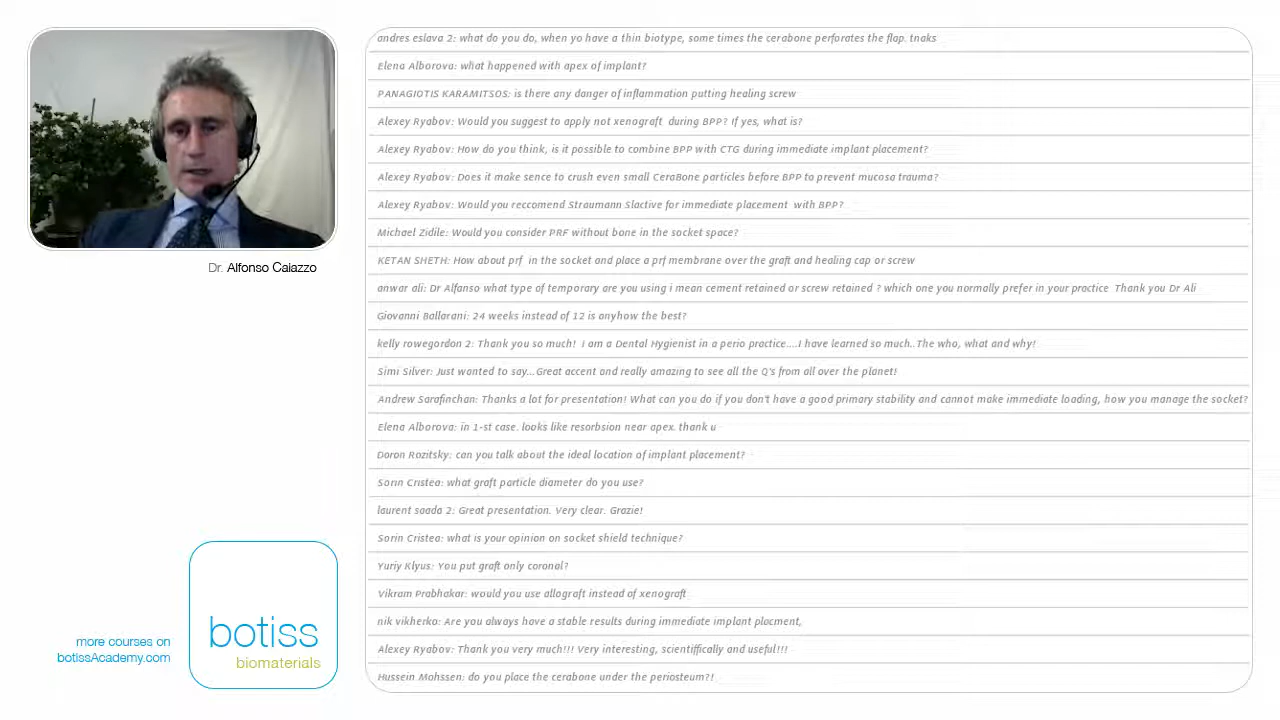 Dr. Alfonso Caiazzo
more courses on
botissAcademy.com
botiss
biomaterials
andres eslava 2: what do you do, when yo have a thin biotype, some times the cerabone perforates the flap. tnaks
Elena Alborova: what happened with apex of implant?
PANAGIOTIS KARAMITSOS: is there any danger of inflammation putting healing screw
Alexey Ryabov: Would you suggest to apply not xenograft during BPP? If yes, what is?
Alexey Ryabov: How do you think, is it possible to combine BPP with CTG during immediate implant placement?
Alexey Ryabov: Does it make sence to crush even small CeraBone particles before BPP to prevent mucosa trauma?
Alexey Ryabov: Would you reccomend Straumann Slactive for immediate placement with BPP?
Michael Zidile: Would you consider PRF without bone in the socket space?
KETAN SHETH: How about prf in the socket and place a prf membrane over the graft and healing cap or screw
anwar ali: Dr Alfanso what type of temporary are you using i mean cement retained or screw retained ? which one you normally prefer in your practice Thank you Dr Ali
Giovanni Ballarani: 24 weeks instead of 12 is anyhow the best?
kelly rowegordon 2: Thank you so much! I am a Dental Hygienist in a perio practice....I have learned so much..The who, what and why!
Simi Silver: Just wanted to say...Great accent and really amazing to see all the Q's from all over the planet!
Andrew Sarafinchan: Thanks a lot for presentation! What can you do if you don't have a good primary stability and cannot make immediate loading, how you manage the socket?
Elena Alborova: in 1-st case. looks like resorbsion near apex. thank u
Doron Rozitsky: can you talk about the ideal location of implant placement?
Sorin Cristea: what graft particle diameter do you use?
laurent saada 2: Great presentation. Very clear. Grazie!
Sorin Cristea: what is your opinion on socket shield technique?
Yuriy Klyus: You put graft only coronal?
Vikram Prabhakar: would you use allograft instead of xenograft
nik vikherko: Are you always have a stable results during immediate implant placment,
Alexey Ryabov: Thank you very much!!! Very interesting, scientiffically and useful!!!
Hussein Mohssen: do you place the cerabone under the periosteum?!